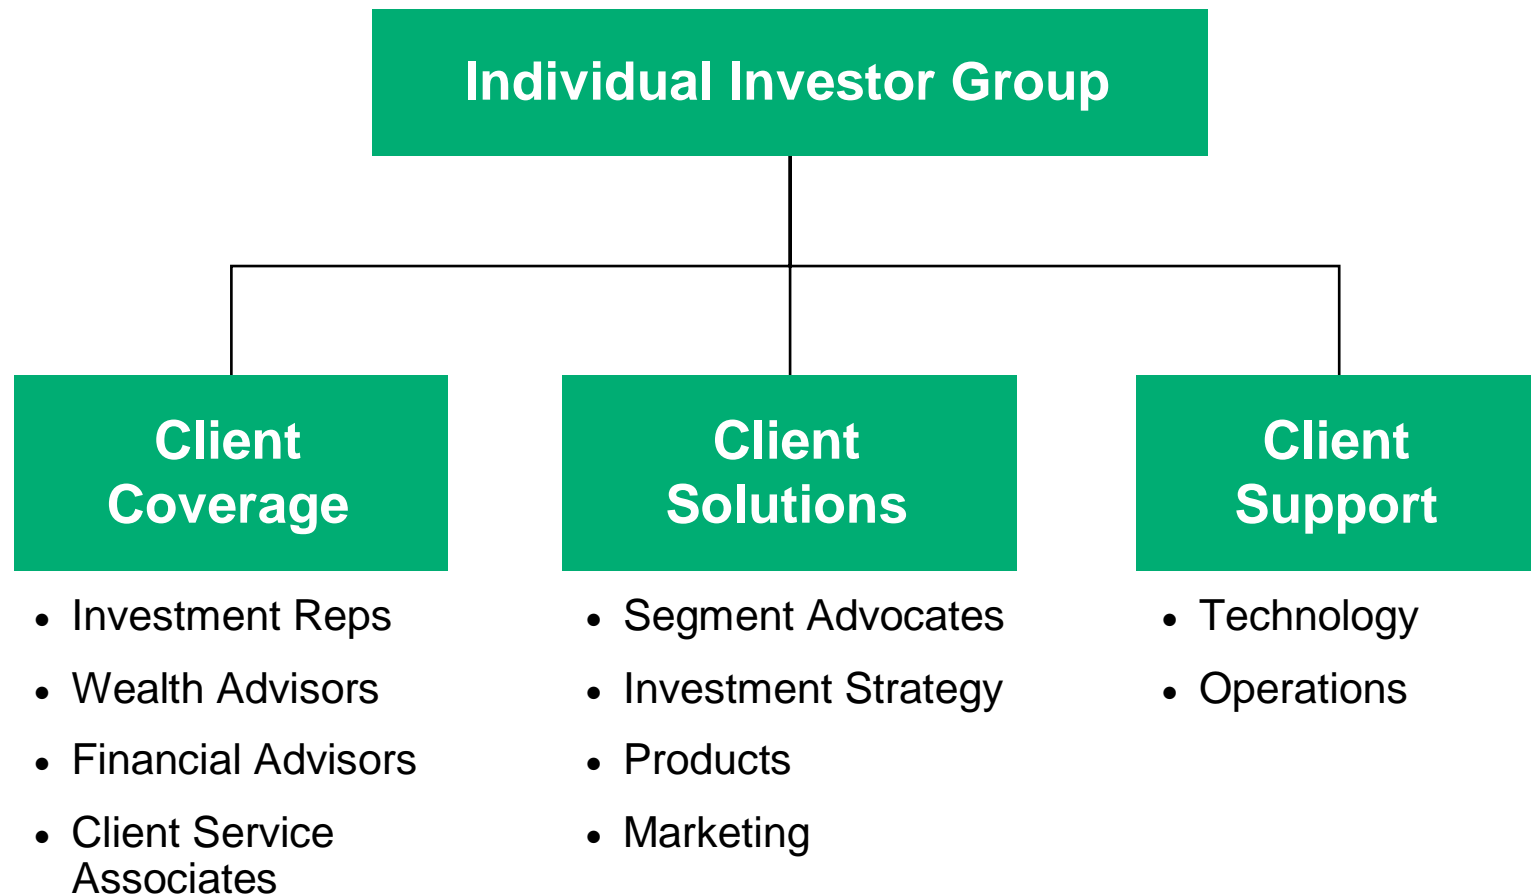 Individual Investor Group
Client
Coverage
• Investment Reps
• Wealth Advisors
• Financial Advisors
• Client Service
Associates
Client
Solutions
• Segment Advocates
• Investment Strategy
• Products
• Marketing
Client
Support
• Technology
• Operations